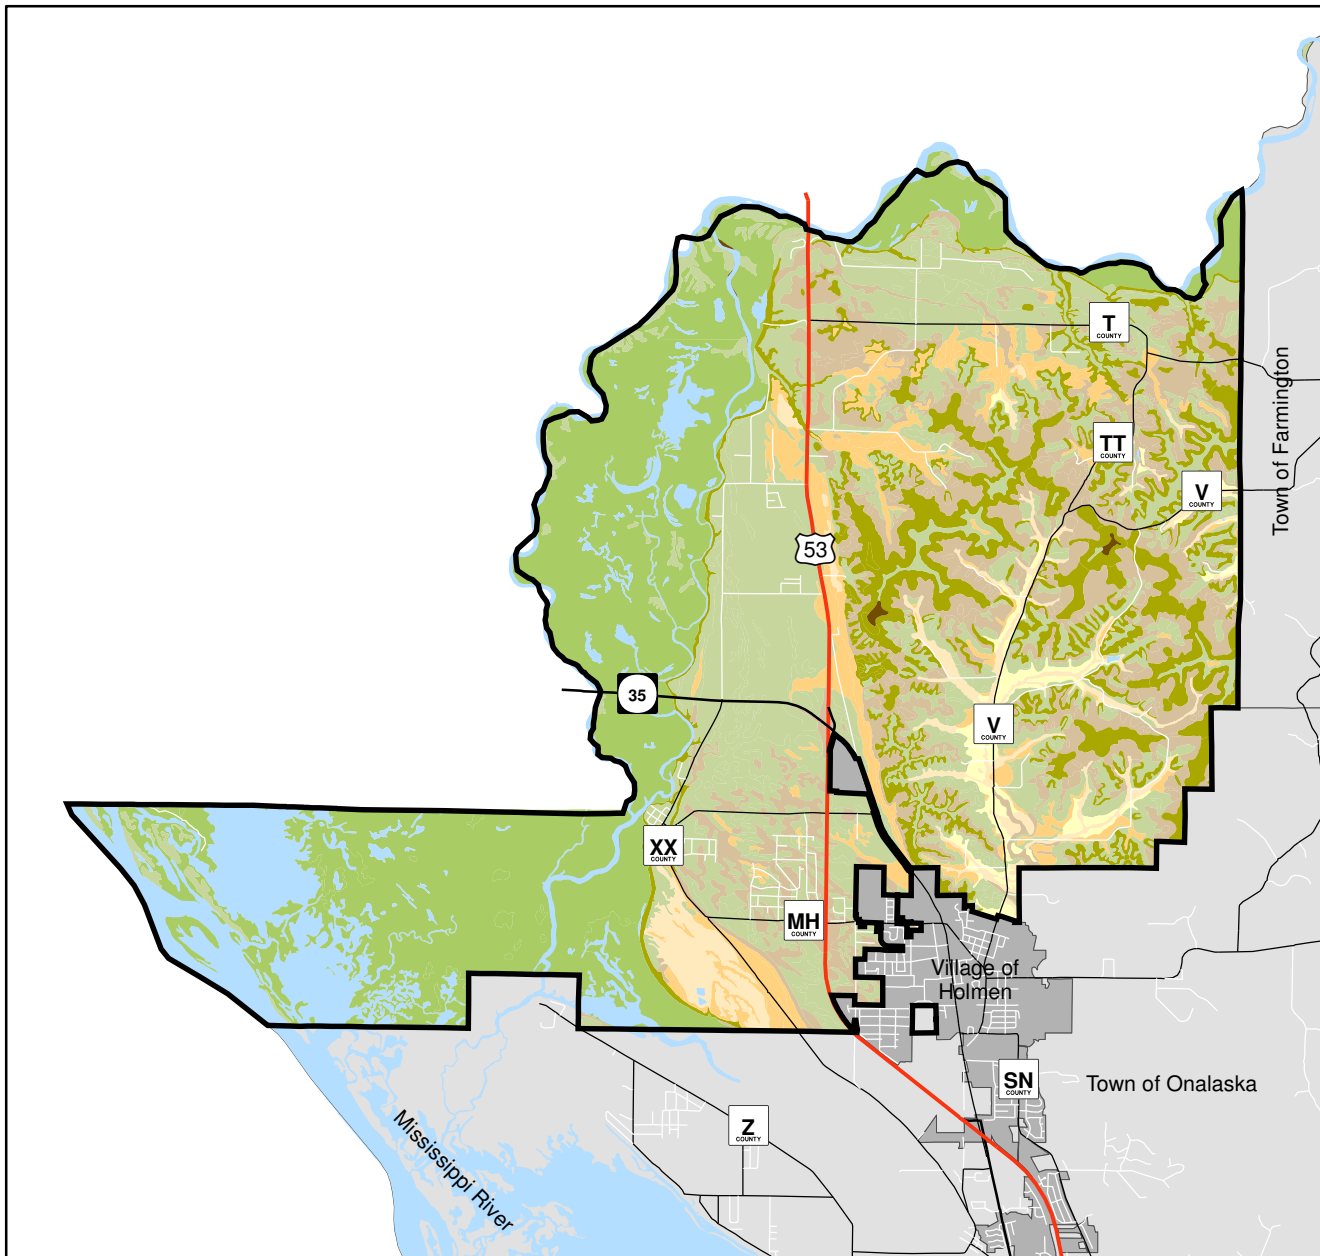 T
COUNTY
Town of Farmington
TT
COUNTY
V
COUNTY
53
35
V
COUNTY
XX
COUNTY
MH
COUNTY
Village of
Holmen
SN
COUNTY
Town of Onalaska
Z
COUNTY
Mississippi River